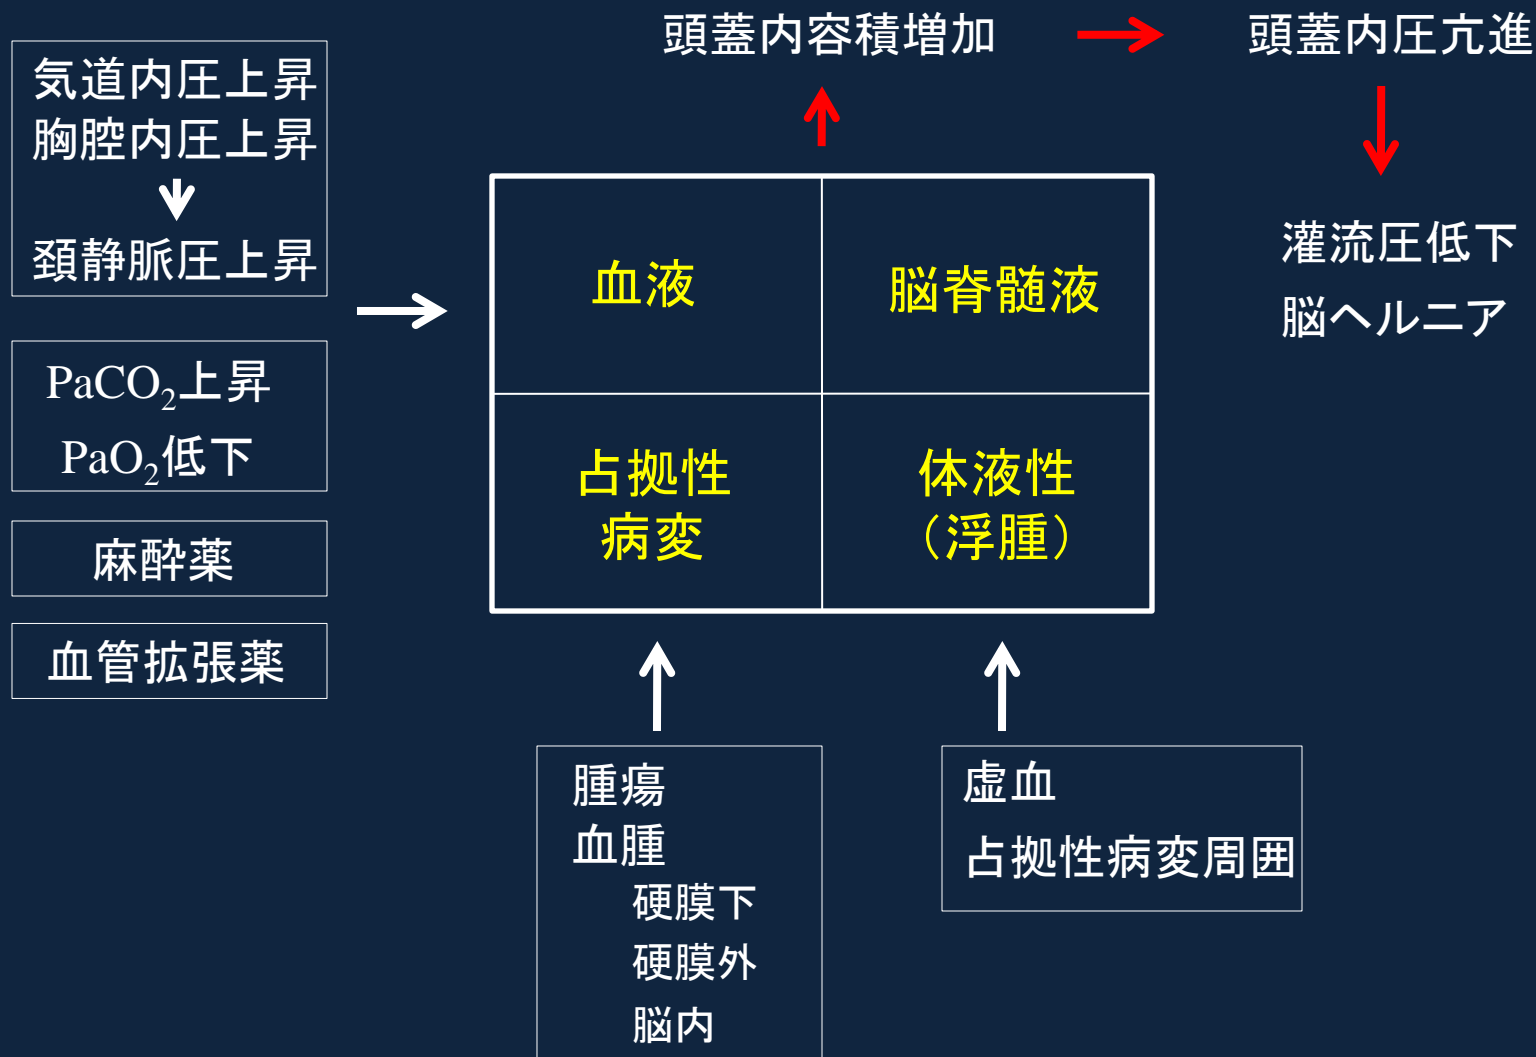 頭蓋内容積増加
頭蓋内圧亢進
気道内圧上昇
胸腔内圧上昇
頚静脈圧上昇
灌流圧低下
脳ヘルニア
血液
脳脊髄液
PaCO₂上昇
PaO₂低下
占拠性
病変
体液性
（浮腫）
麻酔薬
血管拡張薬
腫瘍
血腫
硬膜下
硬膜外
脳内
虚血
占拠性病変周囲